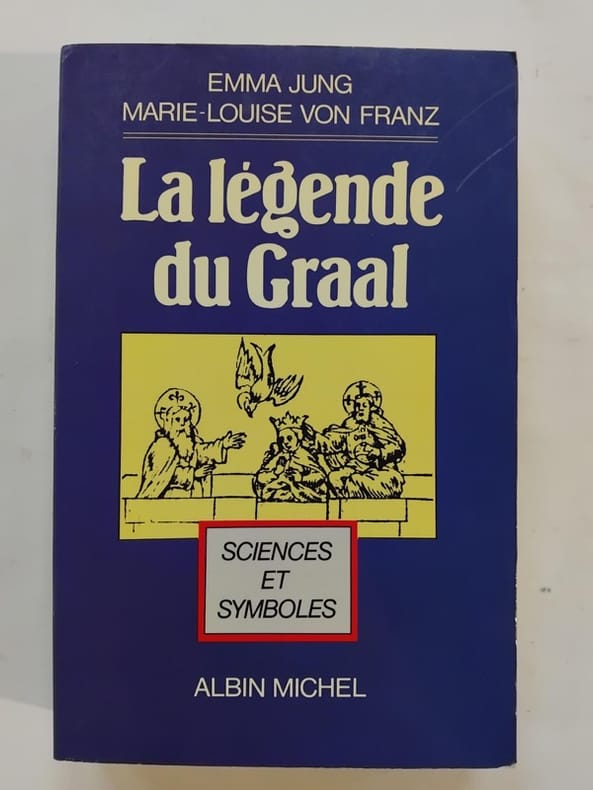 EMMA JUNG
MARIE-LOUISE VON FRANZ
La légende
du Graal
SCIENCES
ET
SYMBOLES
ALBIN MICHEL